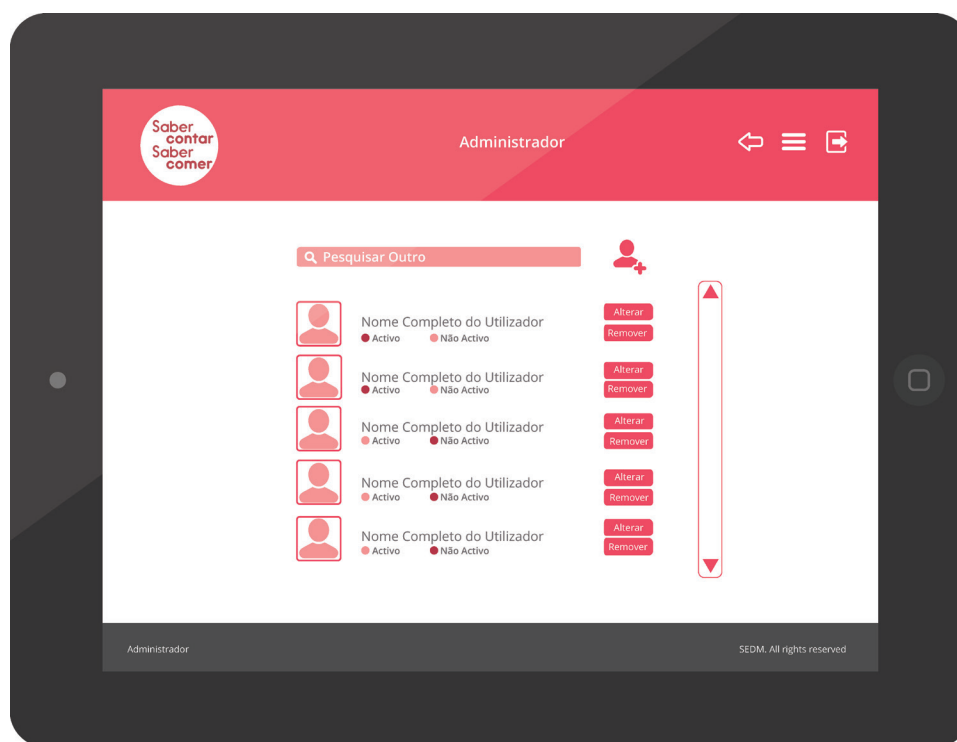 Saber
contar
Saber
comer
Administrador
Pesquisar Outro
Nome Completo do Utilizador
Activo Não Activo
Alterar
Remover
Nome Completo do Utilizador
Activo Não Activo
Alterar
Remover
Nome Completo do Utilizador
Activo Não Activo
Alterar
Remover
Nome Completo do Utilizador
Activo Não Activo
Alterar
Remover
Nome Completo do Utilizador
Activo Não Activo
Alterar
Remover
Administrador
SEDM. All rights reserved